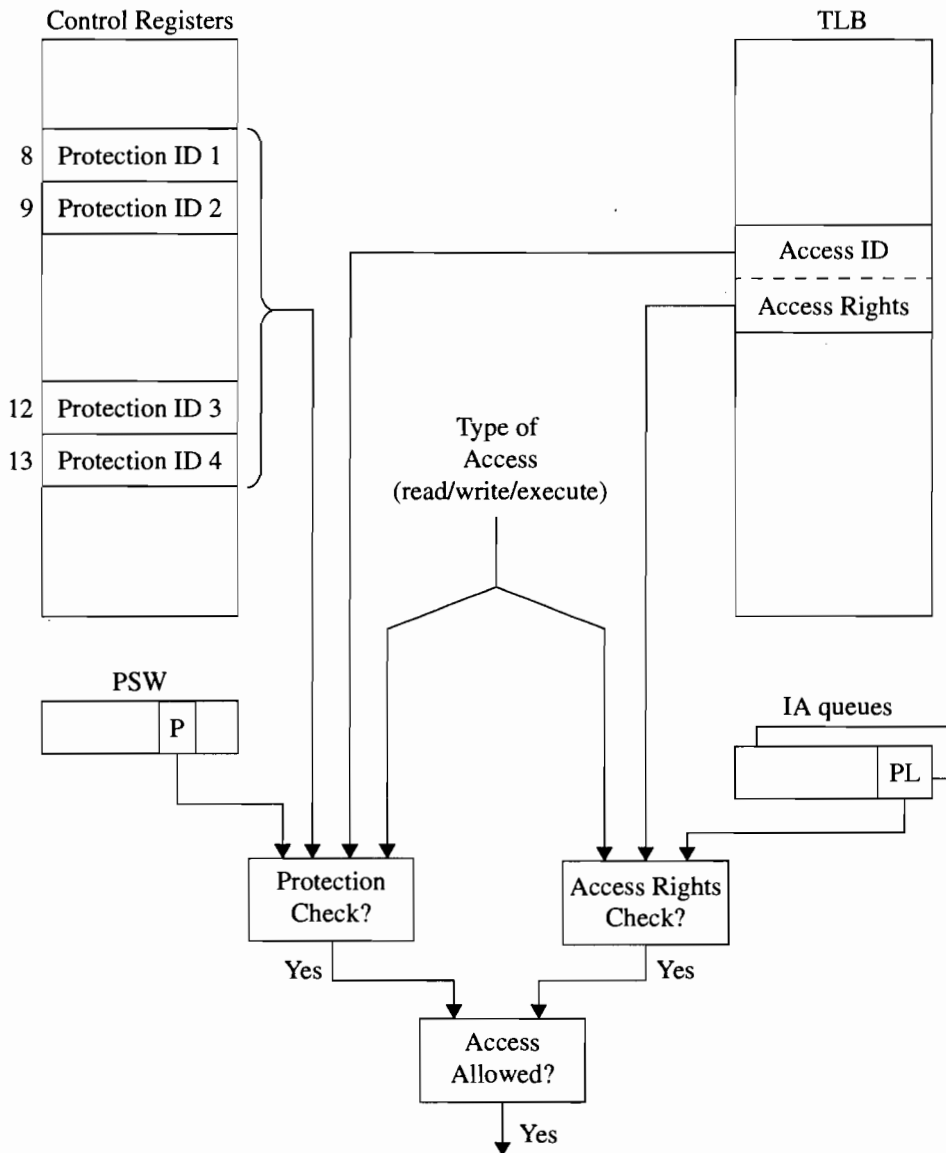 Control Registers
TLB
8
Protection ID 1
9
Protection ID 2
Access ID
Access Rights
12
Protection ID 3
13
Protection ID 4
Type of
Access
(read/write/execute)
PSW
P
IA queues
PL
Protection
Check?
Access Rights
Check?
Yes
Yes
Access
Allowed?
Yes